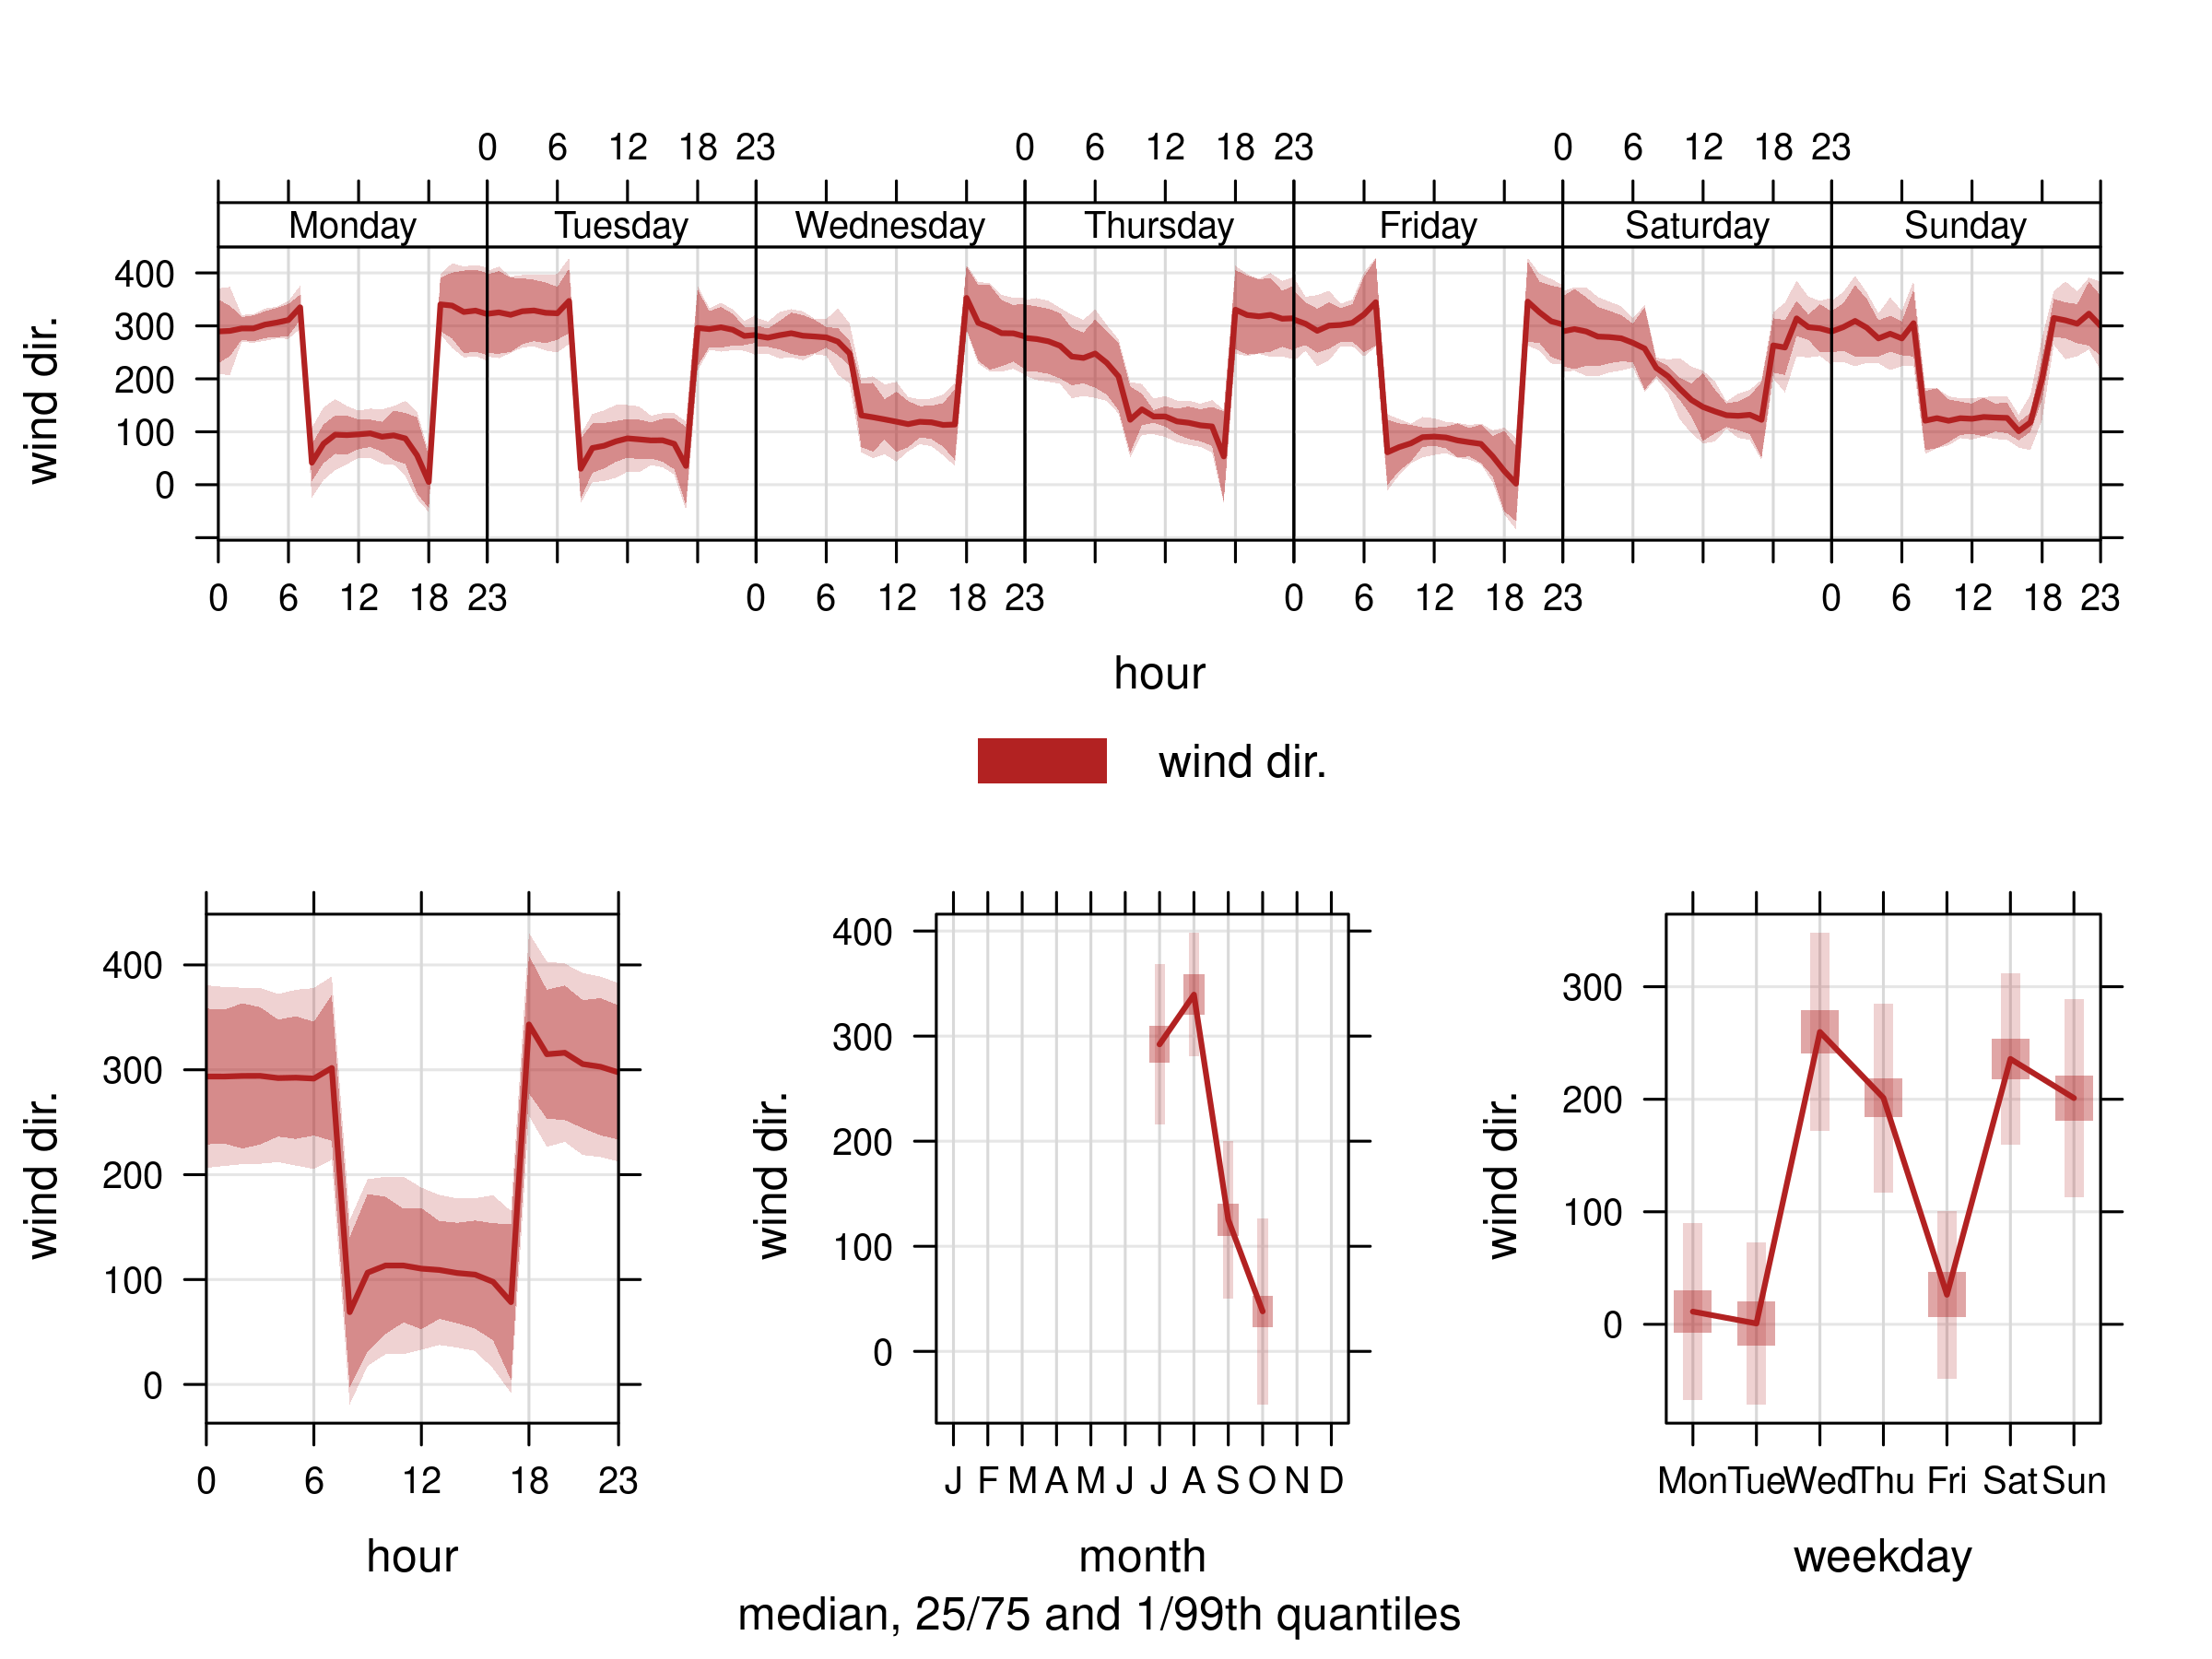 0 6 12 18 23 0 6 12 18 23 0 6 12 18 23
Monday Tuesday Wednesday Thursday Friday Saturday Sunday
400
300
200
100
0
wind dir.
0 6 12 18 23 0 6 12 18 23 0 6 12 18 23 0 6 12 18 23
hour
wind dir.
400
300
200
100
0
wind dir.
0 6 12 18 23
hour
400
300
200
100
0
wind dir.
J F M A M J J A S O N D
month
300
200
100
0
wind dir.
Mon Tue Wed Thu Fri Sat Sun
weekday
median, 25/75 and 1/99th quantiles